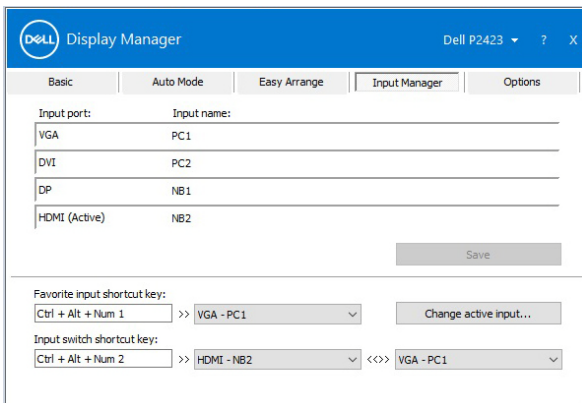 DELL Display Manager Dell P2423 ? X
Basic Auto Mode Easy Arrange Input Manager Options
Input port: Input name:
VGA PC1
DVI PC2
DP NB1
HDMI (Active) NB2
Save
Favorite input shortcut key:
Ctrl + Alt + Num 1 >> VGA - PC1 Change active input...
Input switch shortcut key:
Ctrl + Alt + Num 2 >> HDMI - NB2 <<>> VGA - PC1